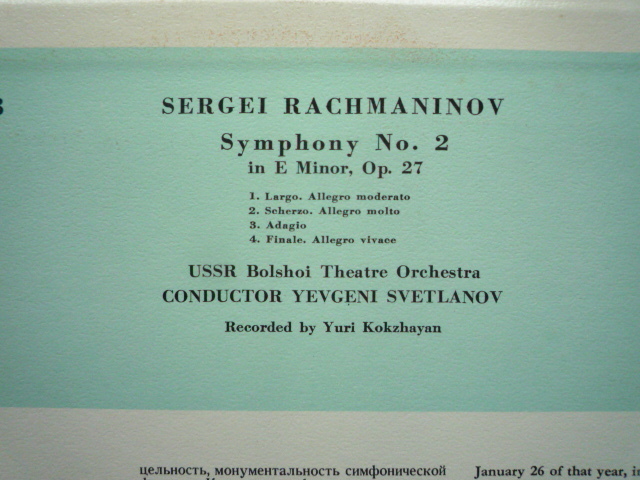 SERGEI RACHMANINOV
Symphony No. 2
in E Minor, Op. 27
1. Largo. Allegro moderato
2. Scherzo. Allegro molto
3. Adagio
4. Finale. Allegro vivace
USSR Bolshoi Theatre Orchestra
CONDUCTOR YEVGENI SVETLANOV
Recorded by Yuri Kokzhayan
цельность, монументальность симфонической
January 26 of that year, in